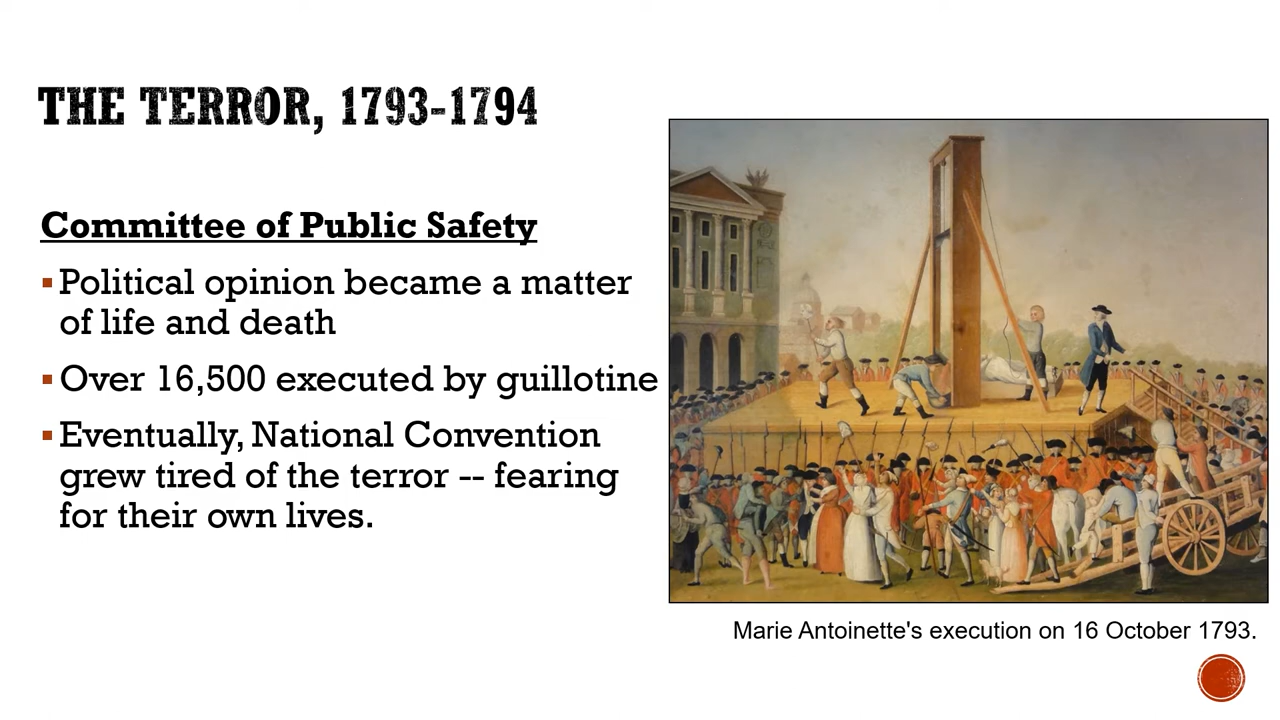 THE TERROR, 1793-1794
Committee of Public Safety
▪Political opinion became a matter
of life and death
▪Over 16,500 executed by guillotine
▪Eventually, National Convention
grew tired of the terror -- fearing
for their own lives.
Marie Antoinette's execution on 16 October 1793.